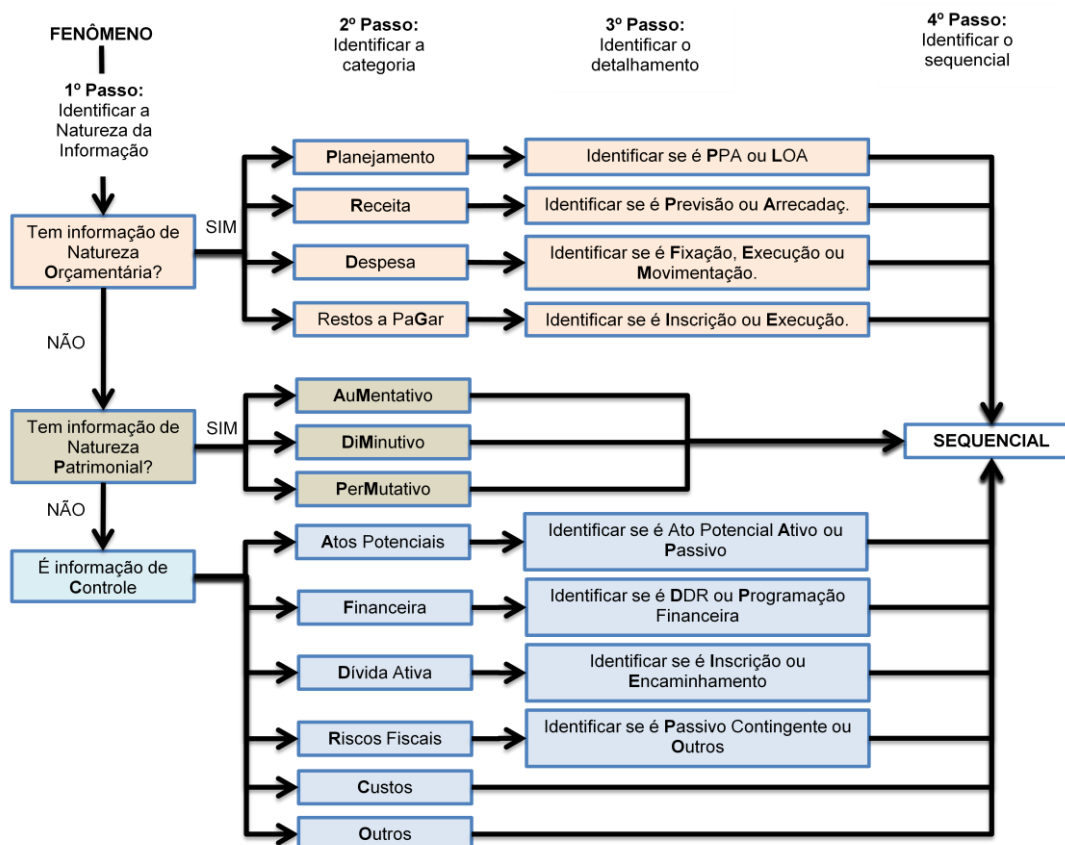 FENÔMENO
1º Passo:
Identificar a
Natureza da
Informação
2º Passo:
Identificar a
categoria
3º Passo:
Identificar o
detalhamento
4º Passo:
Identificar o
sequencial
Tem informação de
Natureza
Orçamentária?
SIM
NÃO
Planejamento
Identificar se é PPA ou LOA
Receita
Identificar se é Previsão ou Arrecadaç.
Despesa
Identificar se é Fixação, Execução ou
Movimentação.
Restos a PaGar
Identificar se é Inscrição ou Execução.
Tem informação de
Natureza
Patrimonial?
SIM
NÃO
AuMentativo
DiMinutivo
PerMutativo
SEQUENCIAL
É informação de
Controle
Atos Potenciais
Identificar se é Ato Potencial Ativo ou
Passivo
Financeira
Identificar se é DDR ou Programação
Financeira
Dívida Ativa
Identificar se é Inscrição ou
Encaminhamento
Riscos Fiscais
Identificar se é Passivo Contingente ou
Outros
Custos
Outros